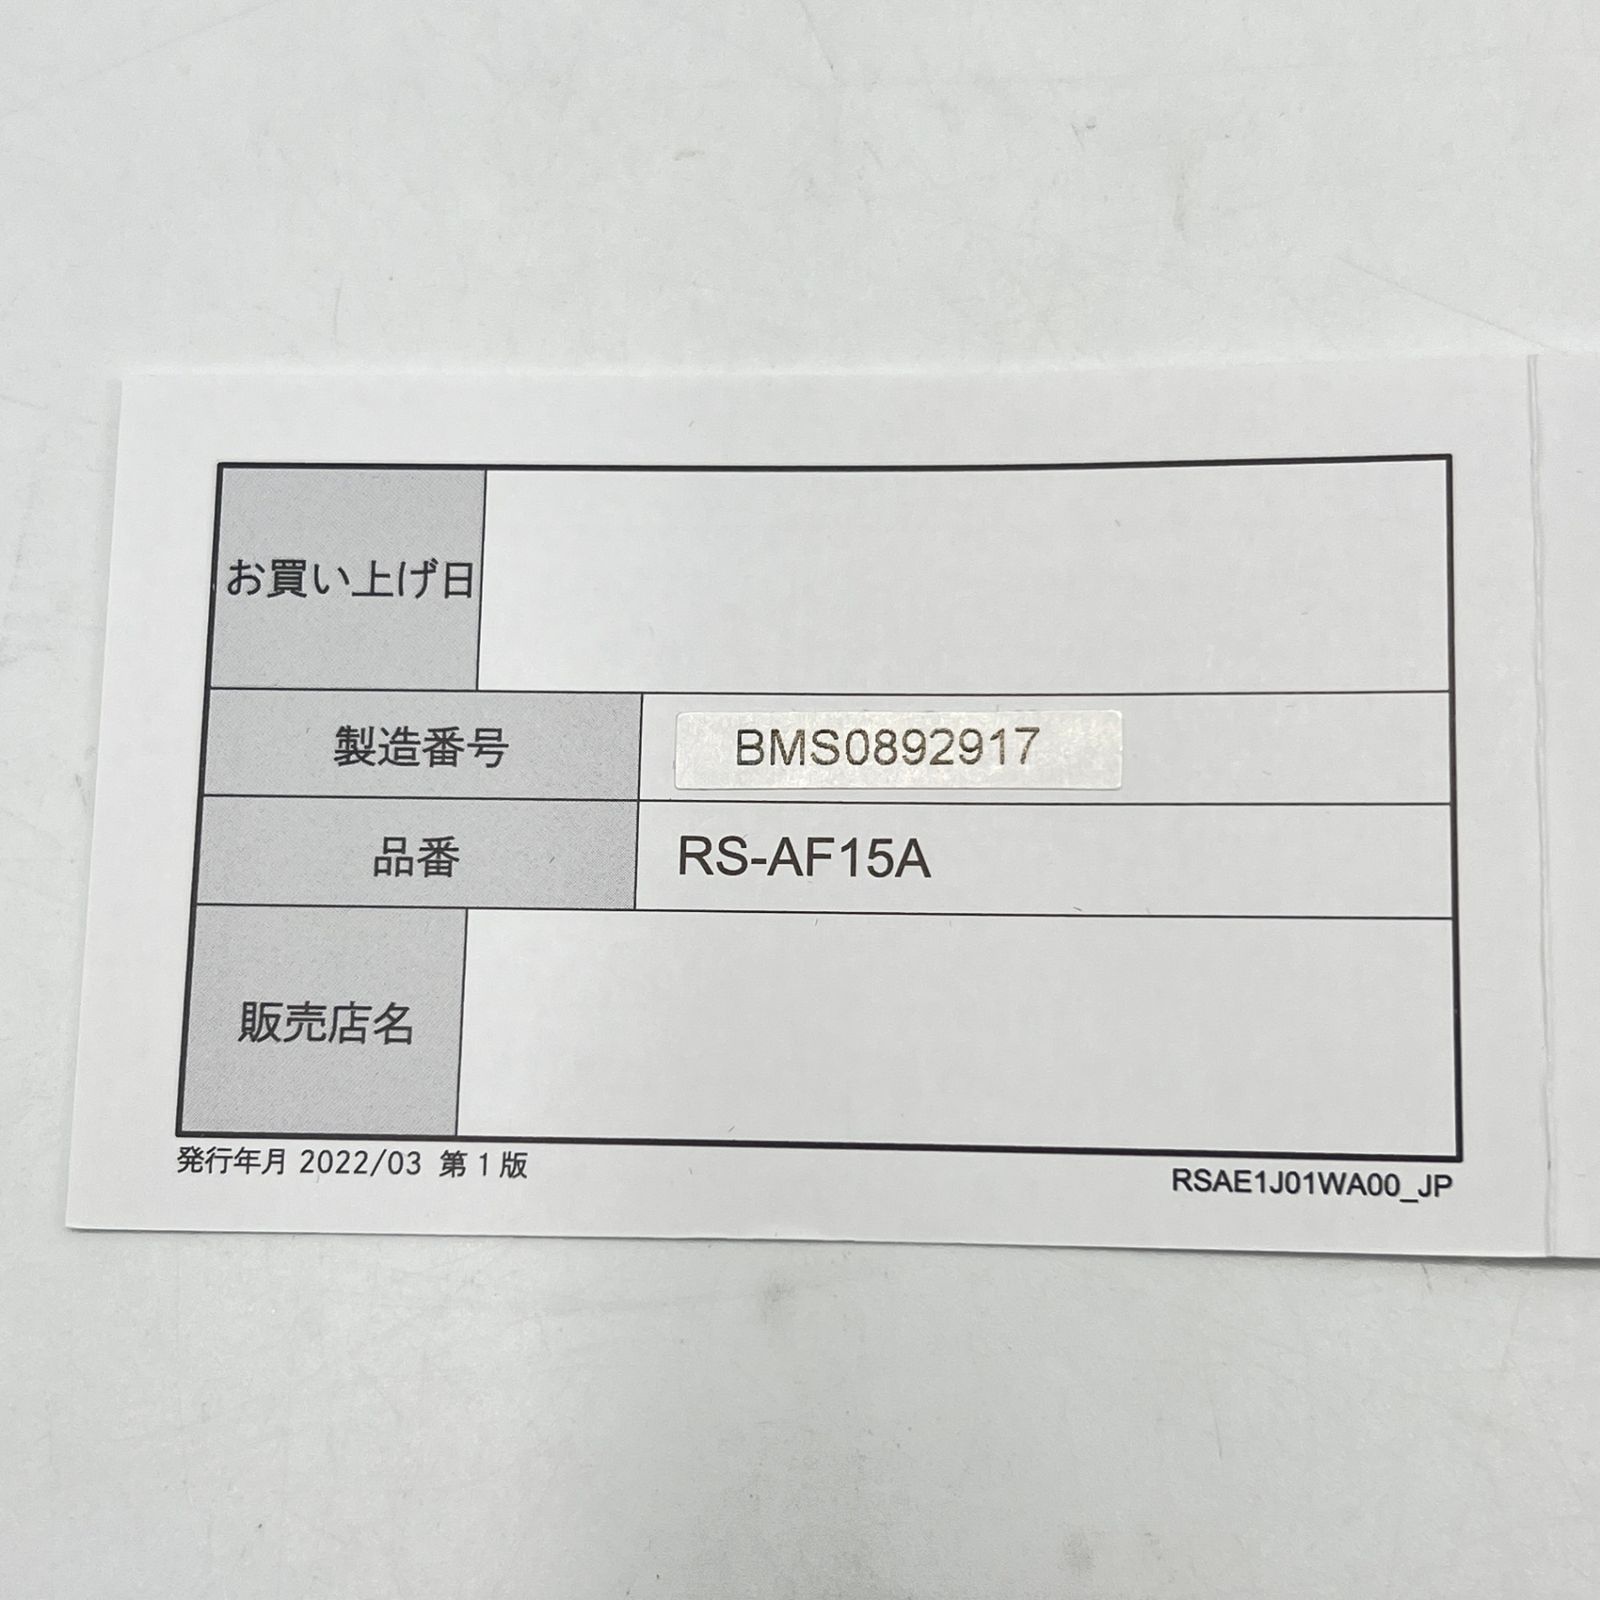 お買い上げ日
製造番号 BMS0892917
品番 RS-AF15A
販売店名
発行年月 2022/03 第1版
RSAE1J01WA00_JP